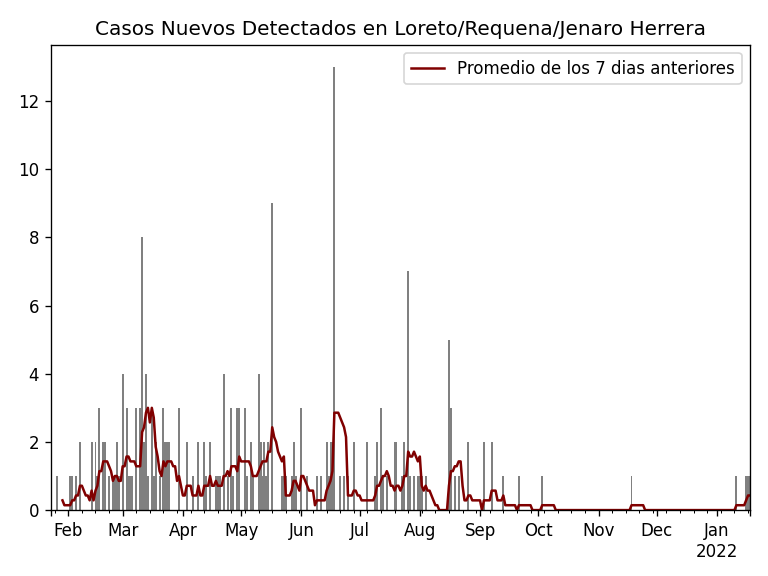 Casos Nuevos Detectados en Loreto/Requena/Jenaro Herrera
Promedio de los 7 dias anteriores
12
10
8
6
4
2
0
Feb Mar Apr May Jun Jul Aug Sep Oct Nov Dec Jan
2022